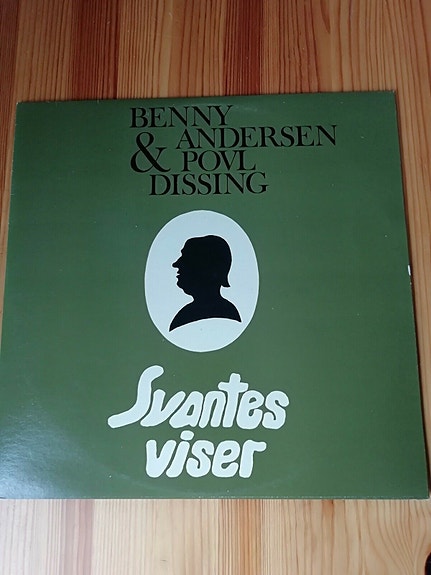 BENNY
& ANDERSEN
POVL
DISSING
Svantes
viser